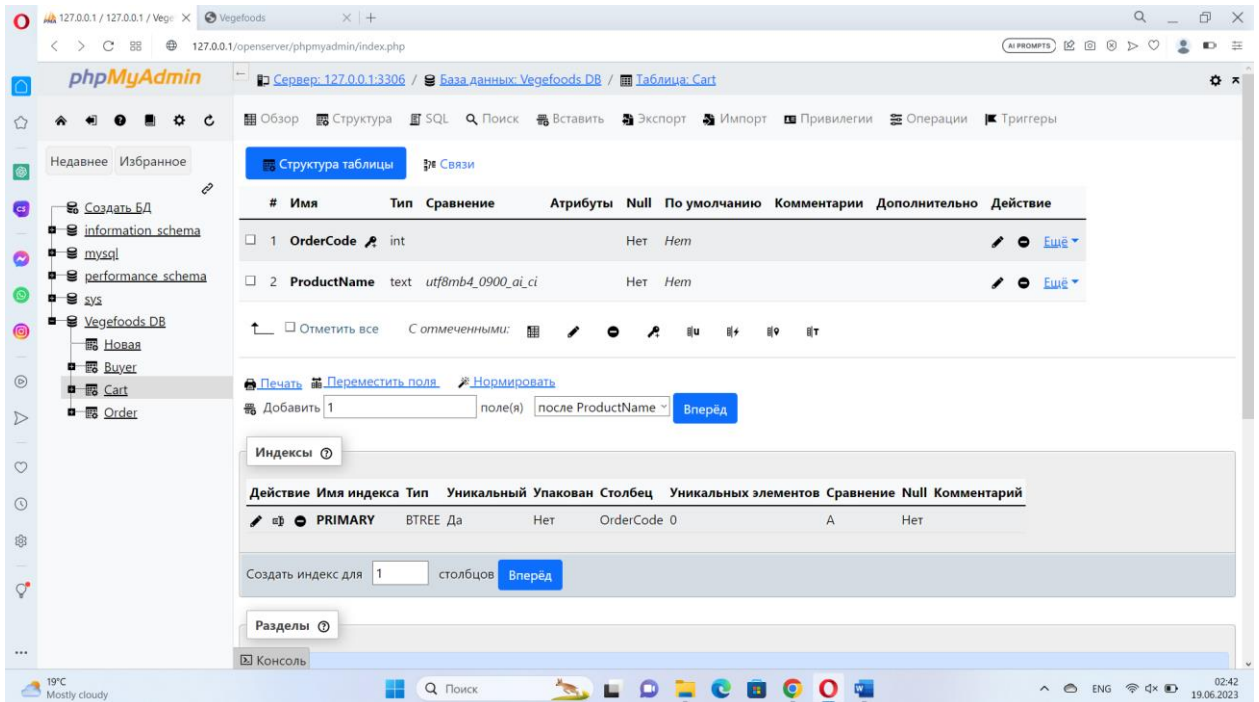 127.0.0.1 / 127.0.0.1 / Vege
Vegefoods
127.0.0.1/openserver/phpmyadmin/index.php
AI PROMPTS
phpMyAdmin
Сервер: 127.0.0.1:3306 / База данных: Vegefoods DB / Таблица: Cart
Обзор Структура SQL Поиск Вставить Экспорт Импорт Привилегии Операции Триггеры
Недавнее Избранное
Создать БД
information_schema
mysql
performance_schema
sys
Vegefoods DB
Новая
Buyer
Cart
Order
Структура таблицы Связи
# Имя Тип Сравнение Атрибуты Null По умолчанию Комментарии Дополнительно Действие
1 OrderCode int Нет Нет Ещё
2 ProductName text utf8mb4_0900_ai_ci Нет Нет Ещё
Отметить все С отмеченными:
Печать Переместить поля Нормировать
Добавить 1 поле(я) после ProductName Вперёд
Индексы
Действие Имя индекса Тип Уникальный Упакован Столбец Уникальных элементов Сравнение Null Комментарий
PRIMARY BTREE Да Нет OrderCode 0 A Нет
Создать индекс для 1 столбцов Вперёд
Разделы
Консоль
19°C
Mostly cloudy
Поиск
ENG
02:42
19.06.2023